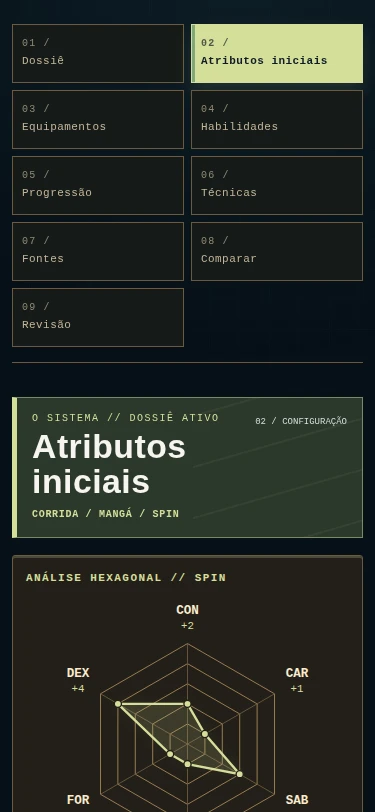 01 /
Dossiê
02 /
Atributos iniciais
03 /
Equipamentos
04 /
Habilidades
05 /
Progressão
06 /
Técnicas
07 /
Fontes
08 /
Comparar
09 /
Revisão
O SISTEMA // DOSSIÊ ATIVO
02 / CONFIGURAÇÃO
Atributos
iniciais
CORRIDA / MANGÁ / SPIN
ANÁLISE HEXAGONAL // SPIN
CON
+2
DEX
+4
CAR
+1
FOR
SAB